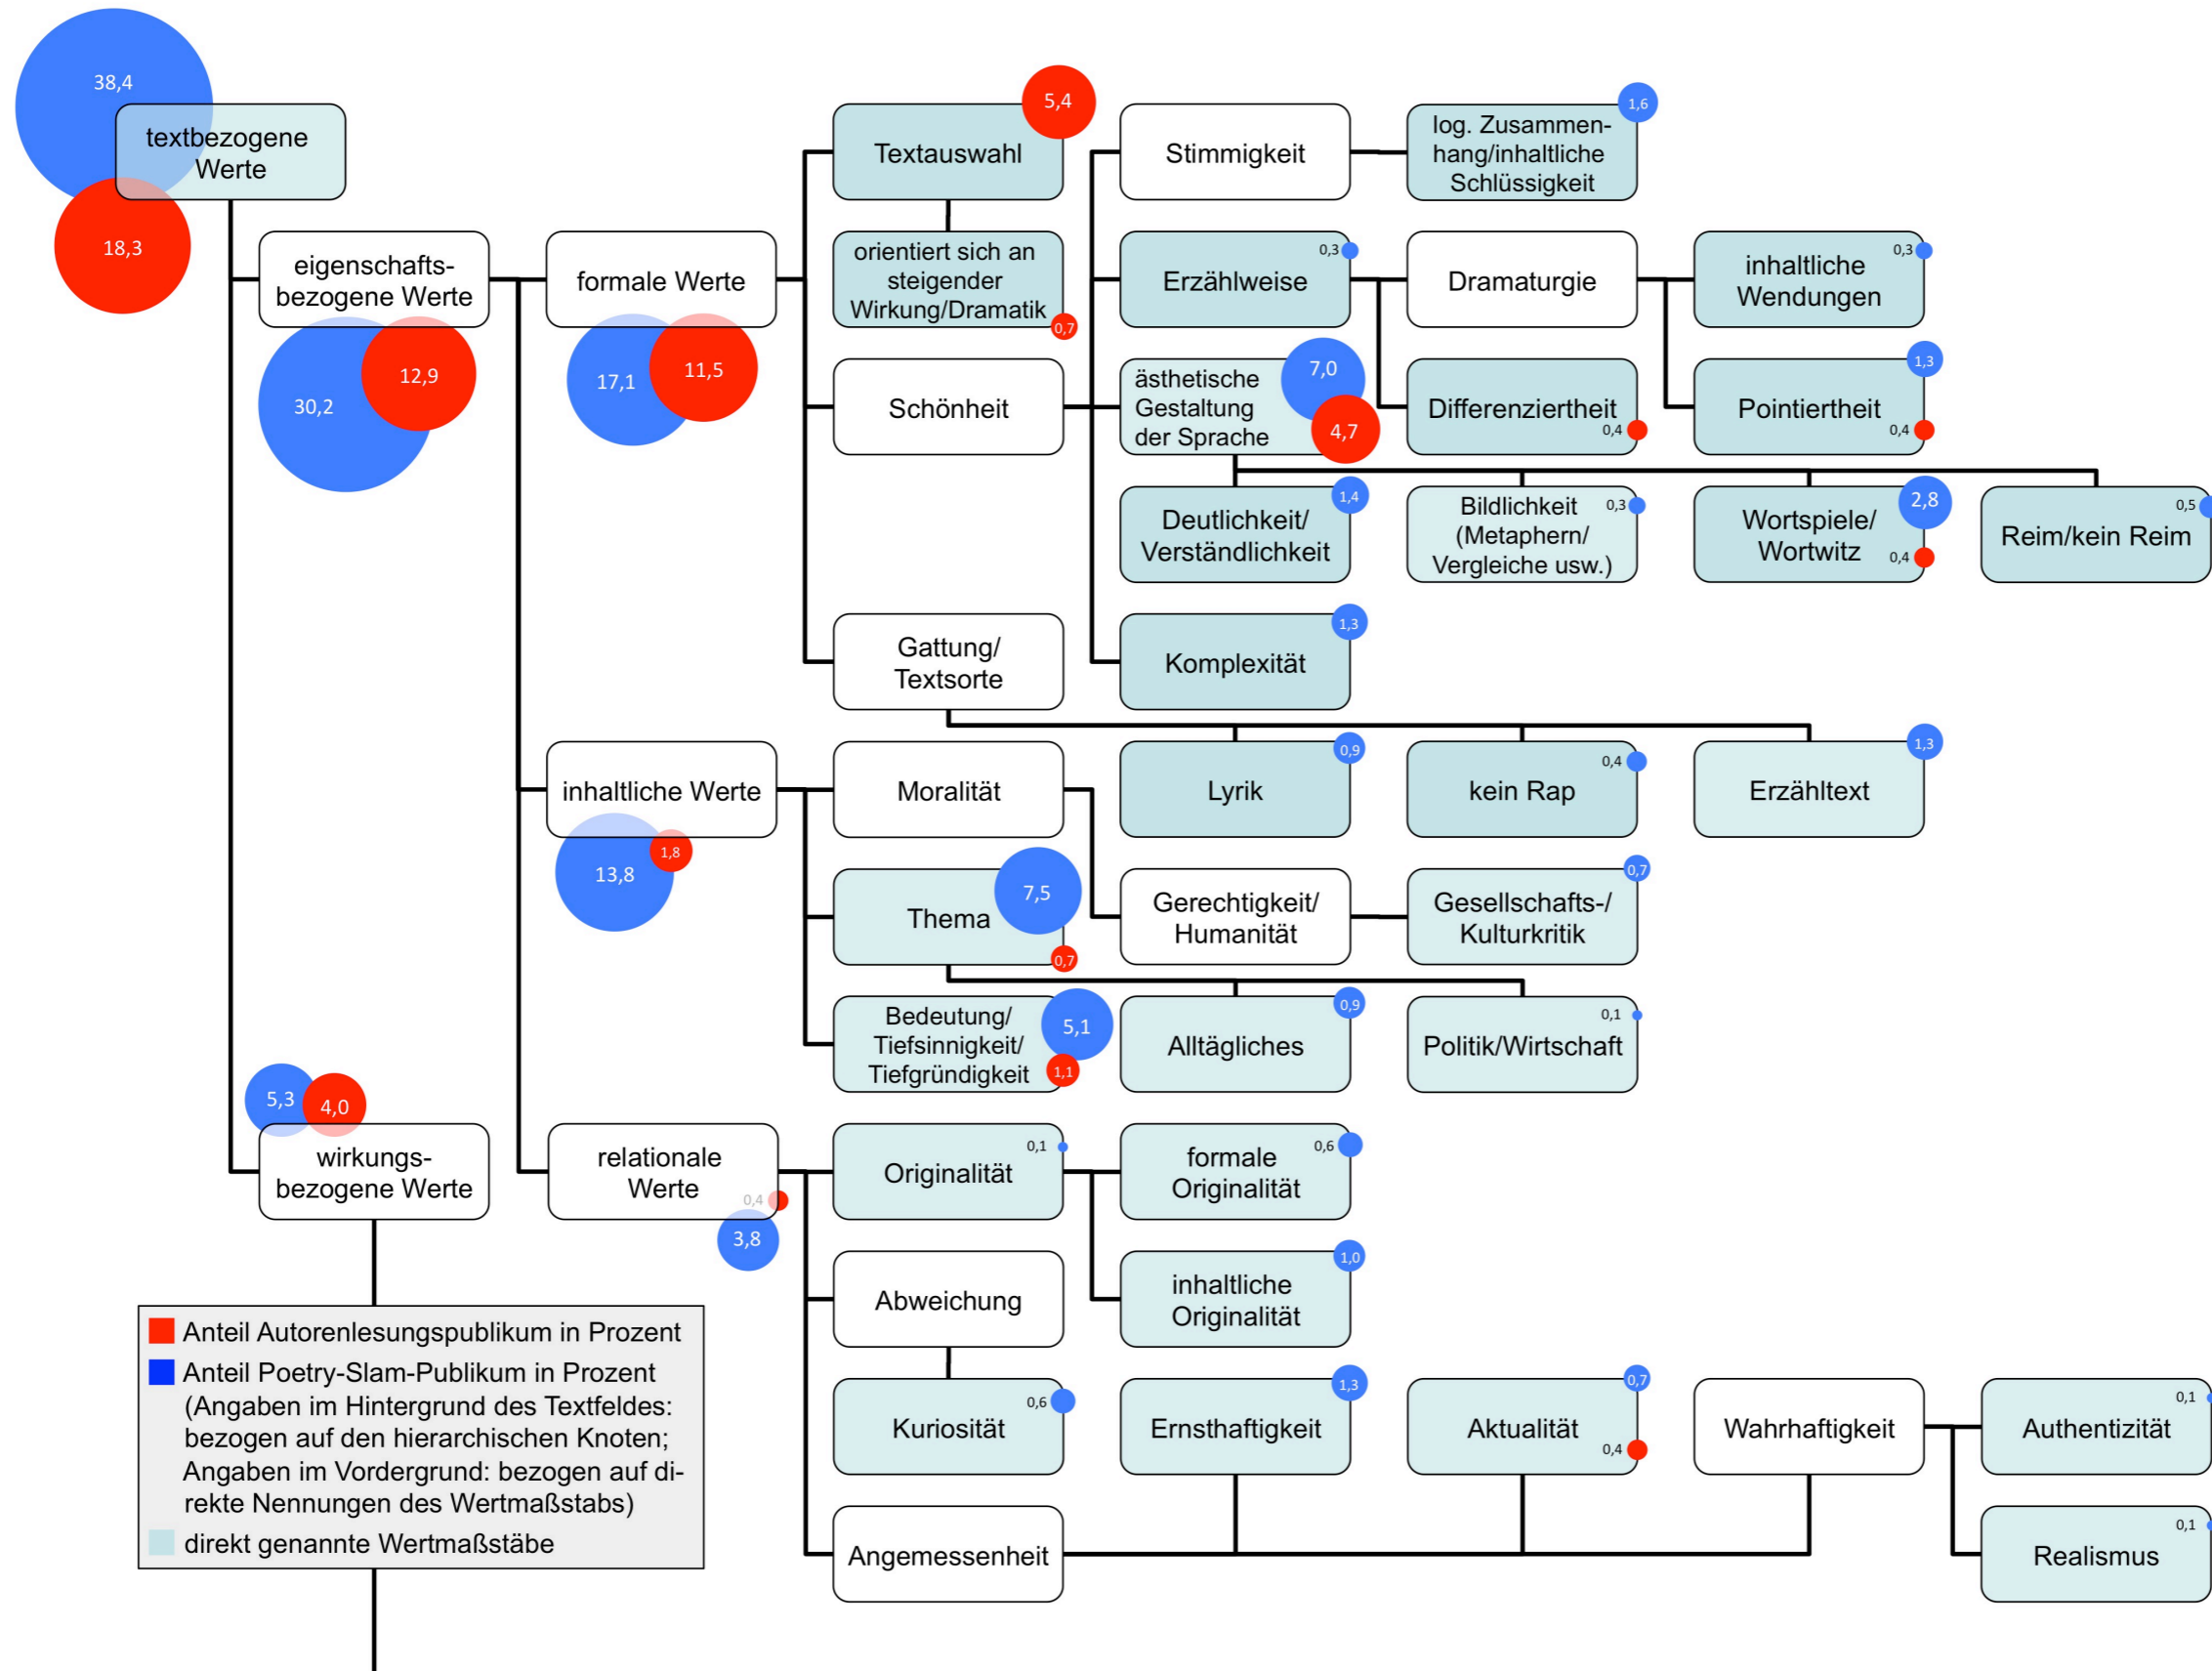 38,4
textbezogene
Werte
18,3
eigenschafts-
bezogene Werte
30,2
12,9
formale Werte
17,1
11,5
Textauswahl
5,4
orientiert sich an
steigender
Wirkung/Dramatik
0,7
Schönheit
Gattung/
Textsorte
Stimmigkeit
log. Zusammen-
hang/inhaltliche
Schlüssigkeit
1,6
Erzählweise
0,3
Dramaturgie
inhaltliche
Wendungen
0,3
ästhetische
Gestaltung
der Sprache
7,0
4,7
Differenziertheit
0,4
Pointiertheit
1,3
0,4
Deutlichkeit/
Verständlichkeit
1,4
Bildlichkeit
(Metaphern/
Vergleiche usw.)
0,3
Wortspiele/
Wortwitz
2,8
0,4
Reim/kein Reim
0,5
Komplexität
1,3
inhaltliche Werte
13,8
1,8
Moralität
Lyrik
0,9
kein Rap
0,4
Erzähltext
1,3
Thema
7,5
0,7
Gerechtigkeit/
Humanität
Gesellschafts-/
Kulturkritik
0,7
Bedeutung/
Tiefsinnigkeit/
Tiefgründigkeit
5,1
1,1
Alltägliches
0,9
Politik/Wirtschaft
0,1
5,3
4,0
wirkungs-
bezogene Werte
relationale
Werte
0,4
3,8
Originalität
0,1
formale
Originalität
0,6
Abweichung
inhaltliche
Originalität
1,0
Kuriosität
0,6
Ernsthaftigkeit
1,3
Aktualität
0,7
0,4
Wahrhaftigkeit
Authentizität
0,1
Angemessenheit
Realismus
0,1
Anteil Autorenlesungspublikum in Prozent
Anteil Poetry-Slam-Publikum in Prozent
(Angaben im Hintergrund des Textfeldes:
bezogen auf den hierarchischen Knoten;
Angaben im Vordergrund: bezogen auf di-
rekte Nennungen des Wertmaßstabs)
direkt genannte Wertmaßstäbe